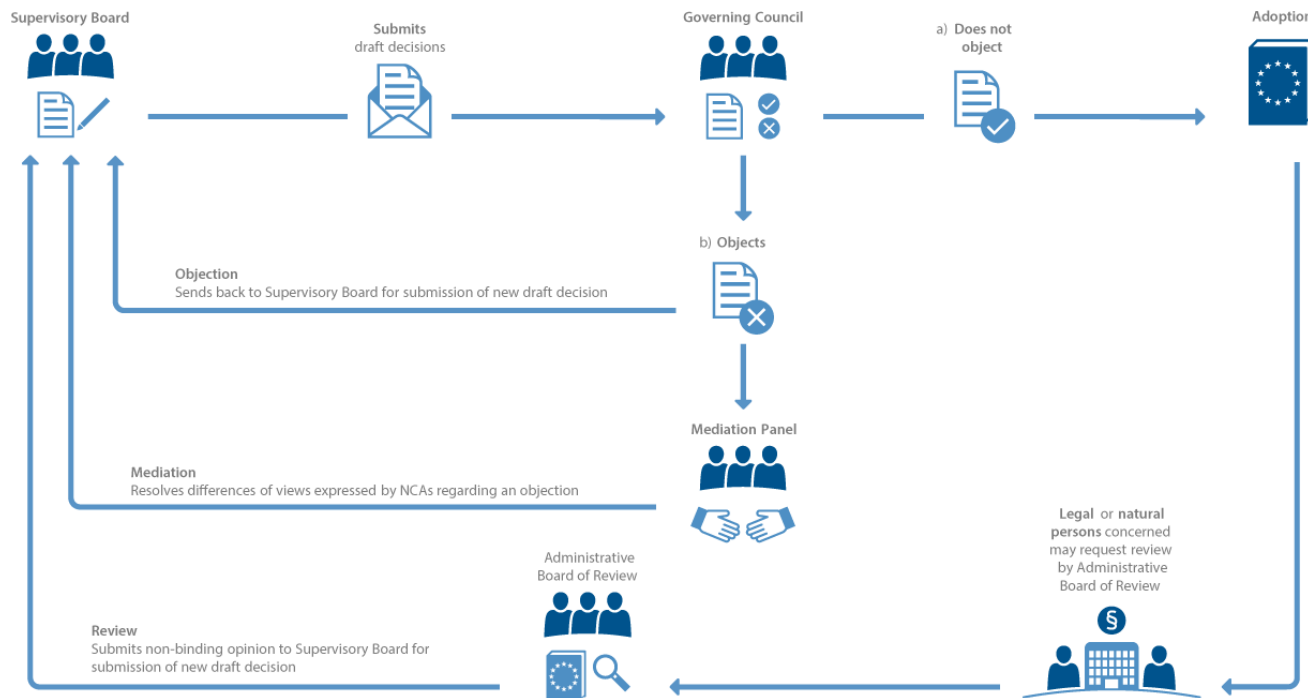 Supervisory Board
Submits
draft decisions
Governing Council
a) Does not
object
Adoption
b) Objects
Objection
Sends back to Supervisory Board for submission of new draft decision
Mediation Panel
Mediation
Resolves differences of views expressed by NCAs regarding an objection
Legal or natural
persons concerned
may request review
by Administrative
Board of Review
§
Administrative
Board of Review
Review
Submits non-binding opinion to Supervisory Board for
submission of new draft decision